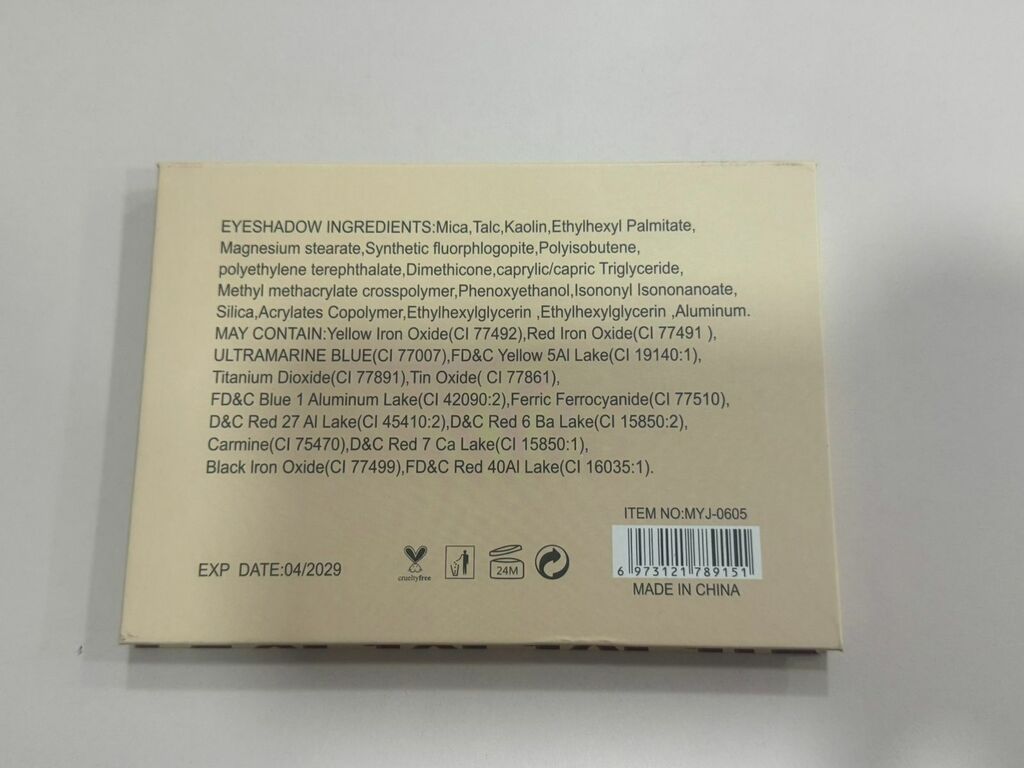 EYESHADOW INGREDIENTS:Mica,Talc,Kaolin,Ethylhexyl Palmitate,
Magnesium stearate,Synthetic fluorphlogopite,Polyisobutene,
polyethylene terephthalate,Dimethicone,caprylic/capric Triglyceride,
Methyl methacrylate crosspolymer,Phenoxyethanol,Isononyl Isononanoate,
Silica,Acrylates Copolymer,Ethylhexylglycerin ,Ethylhexylglycerin ,Aluminum.
MAY CONTAIN:Yellow Iron Oxide(CI 77492),Red Iron Oxide(CI 77491 ),
ULTRAMARINE BLUE(CI 77007),FD&C Yellow 5Al Lake(CI 19140:1),
Titanium Dioxide(CI 77891),Tin Oxide( CI 77861),
FD&C Blue 1 Aluminum Lake(CI 42090:2),Ferric Ferrocyanide(CI 77510),
D&C Red 27 Al Lake(CI 45410:2),D&C Red 6 Ba Lake(CI 15850:2),
Carmine(CI 75470),D&C Red 7 Ca Lake(CI 15850:1),
Black Iron Oxide(CI 77499),FD&C Red 40Al Lake(CI 16035:1).
ITEM NO:MYJ-0605
EXP DATE:04/2029
crueltyfree
24M
6 973121 789151
MADE IN CHINA